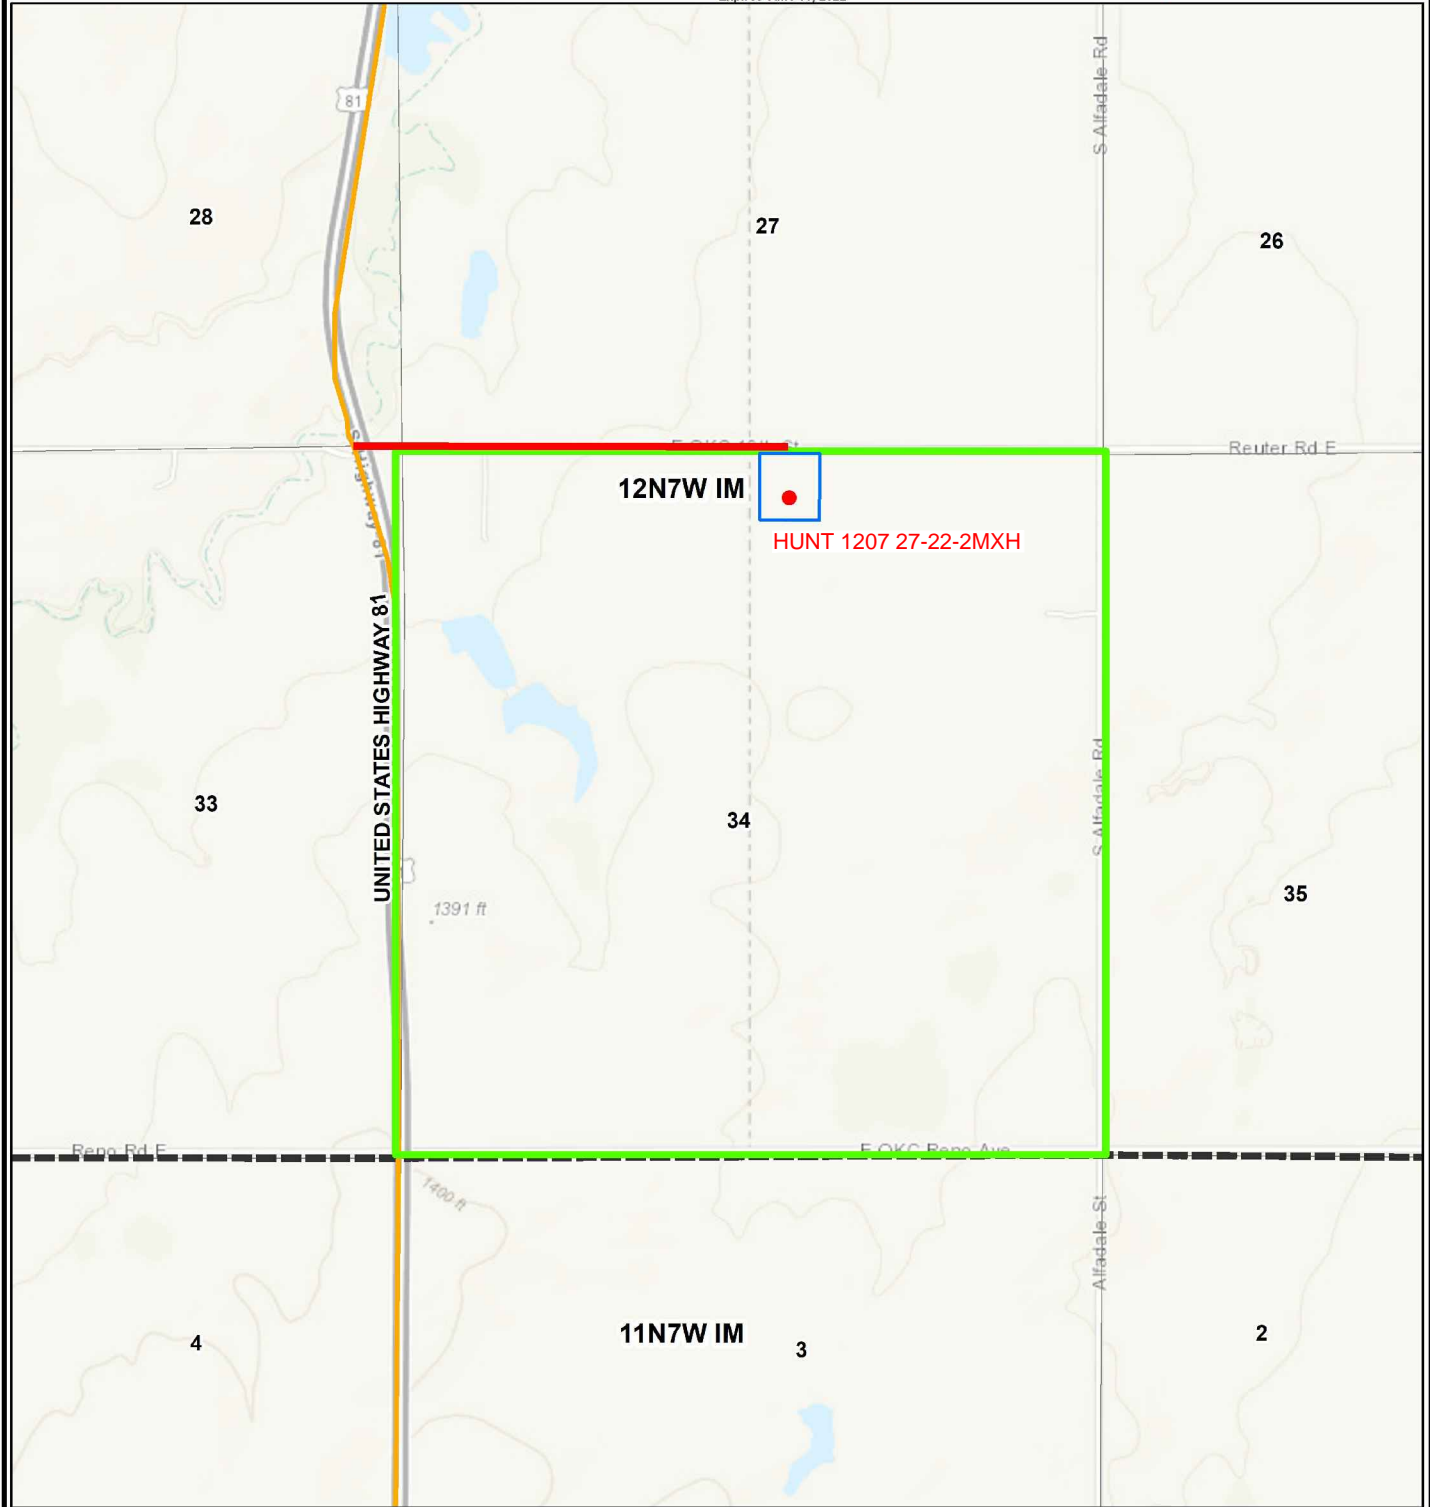 S Alfadale Rd
81
28
27
26
Reuter Rd E
12N7W IM
HUNT 1207 27-22-2MXH
UNITED STATES HIGHWAY 81
S Alfadale Rd
33
34
35
1391 ft
Reno Rd E
E OKC Reno Ave
1400 ft
Alfadale St
4
11N7W IM
3
2